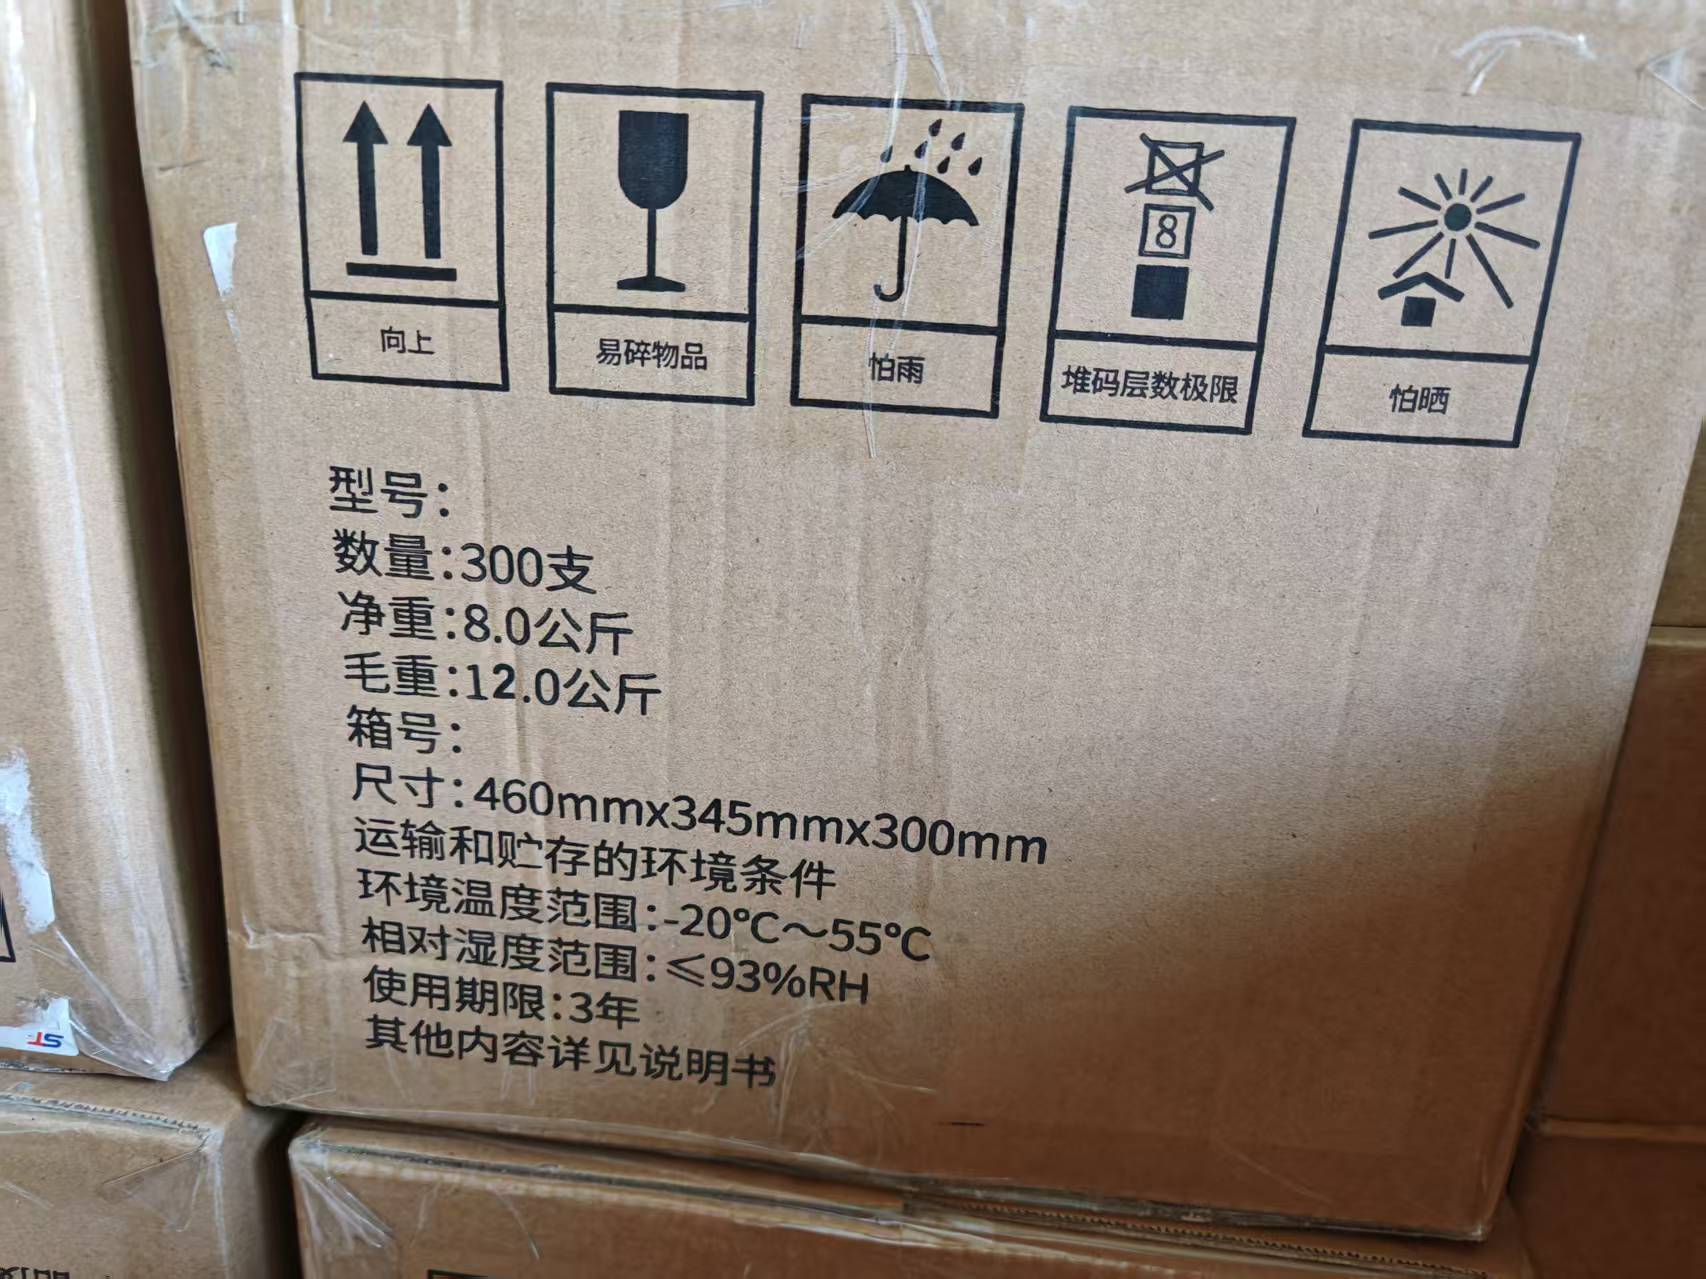 向上
易碎物品
怕雨
8
堆码层数极限
怕晒
型号：
数量：300支
净重：8.0公斤
毛重：12.0公斤
箱号：
尺寸：460mmx345mmx300mm
运输和贮存的环境条件
环境温度范围：-20℃～55℃
相对湿度范围：≤93%RH
使用期限：3年
其他内容详见说明书
ST